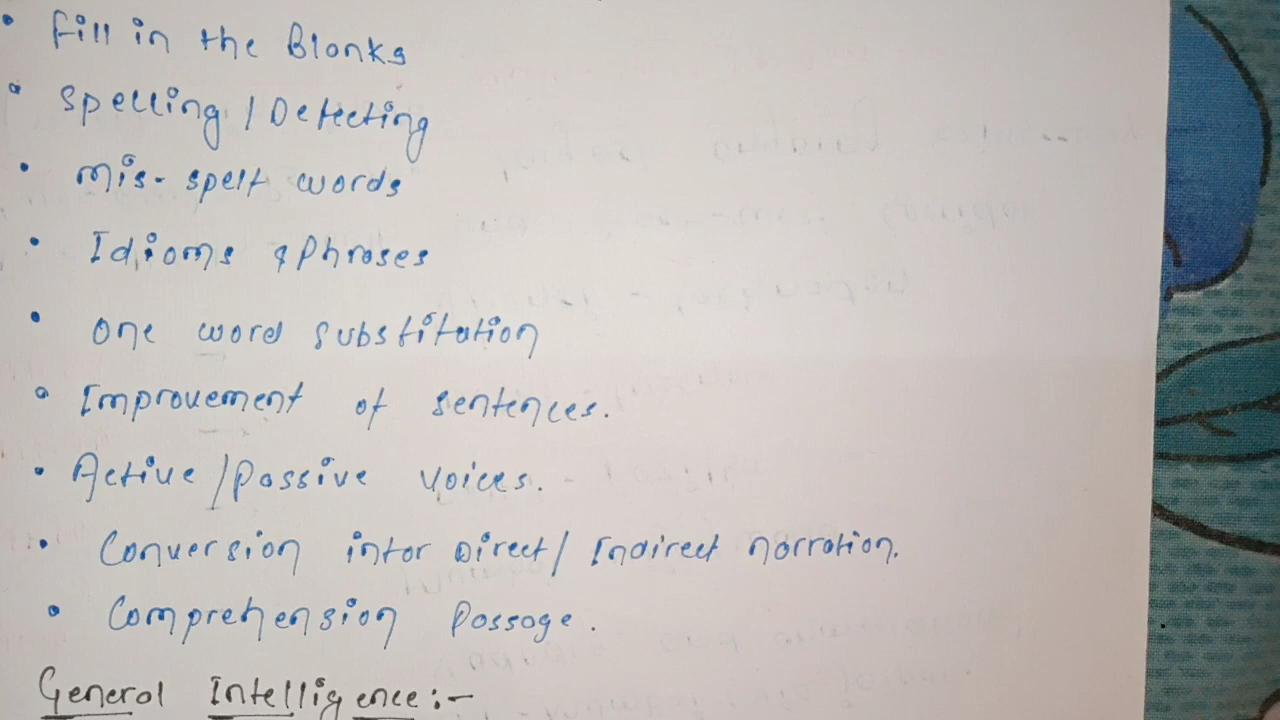 • Fill in the Blanks
• Spelling / Detecting
• mis-spelt words
• Idioms & Phrases
• One word substitution
• Improvement of sentences.
• Active / Passive voices.
• Conversion intor Direct / Indirect narration.
• Comprehension Passage.
General Intelligence:-